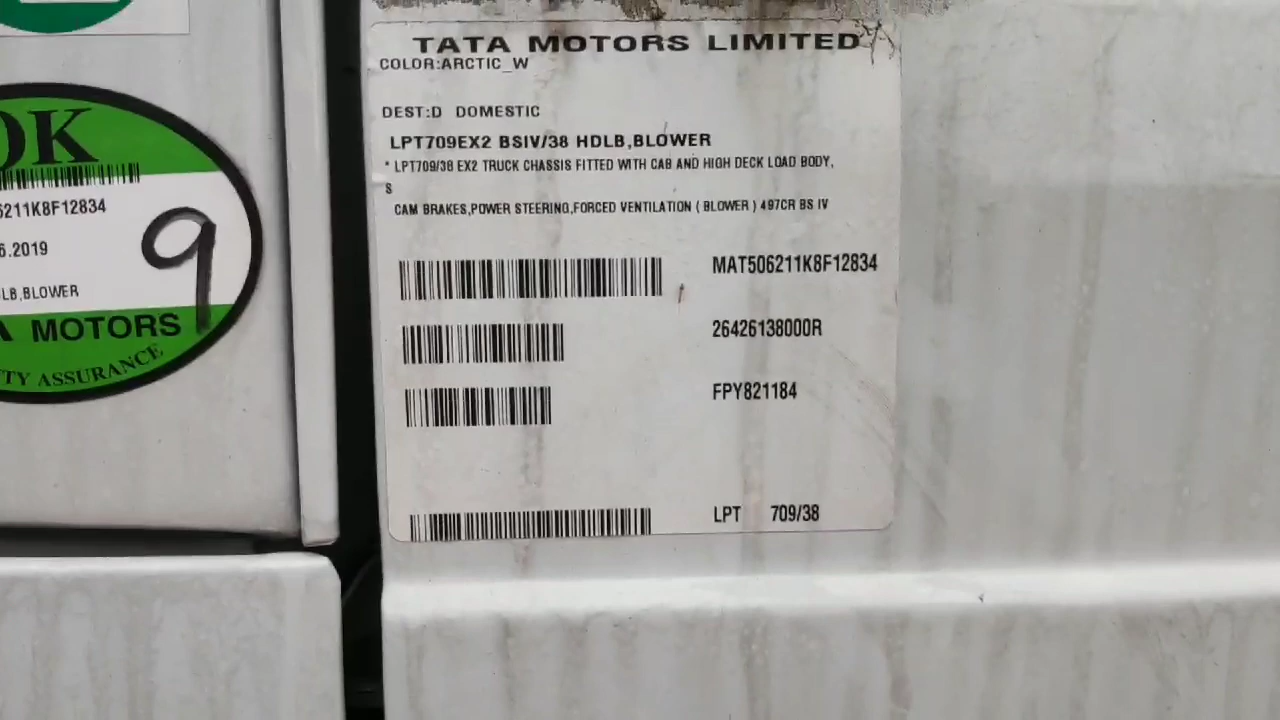 TATA MOTORS LIMITED
COLOR:ARCTIC_W
DEST:D DOMESTIC
LPT709EX2 BSIV/38 HDLB,BLOWER
* LPT709/38 EX2 TRUCK CHASSIS FITTED WITH CAB AND HIGH DECK LOAD BODY,
S
CAM BRAKES,POWER STEERING,FORCED VENTILATION ( BLOWER ) 497CR BS IV
MAT506211K8F12834
26426138000R
FPY821184
LPT 709/38
OK
6211K8F12834
6.2019
9
LB,BLOWER
A MOTORS
TY ASSURANCE